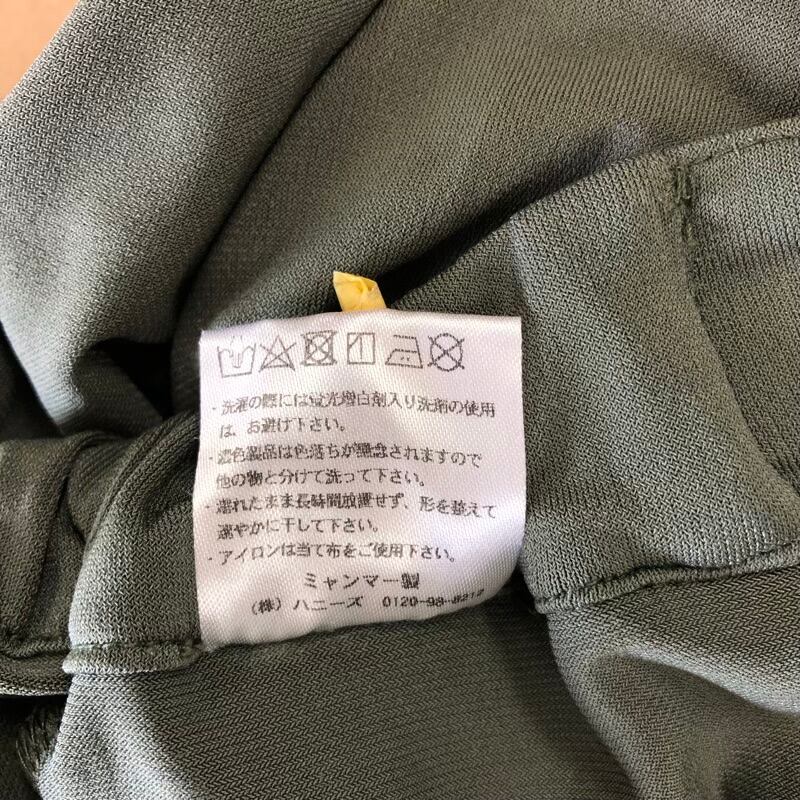 ・洗濯の際には蛍光増白剤入り洗剤の使用
は、お避け下さい。
・濃色製品は色落ちが懸念されますので
他の物と分けて洗って下さい。
・濡れたまま長時間放置せず、形を整えて
速やかに干して下さい。
・アイロンは当て布をご使用下さい。
ミャンマー製
(株) ハニーズ 0120-98-8212